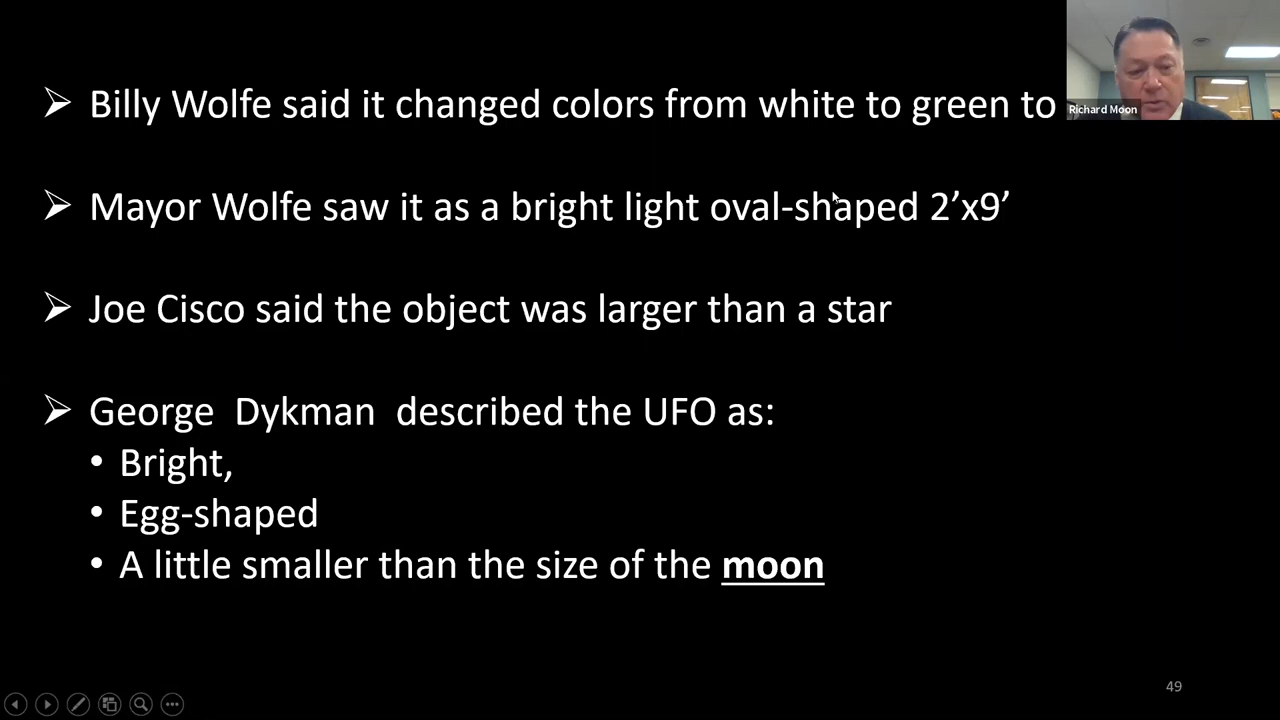 Billy Wolfe said it changed colors from white to green to
Richard Moon
Mayor Wolfe saw it as a bright light oval-shaped 2’x9’
Joe Cisco said the object was larger than a star
George Dykman described the UFO as:
Bright,
Egg-shaped
A little smaller than the size of the moon
49